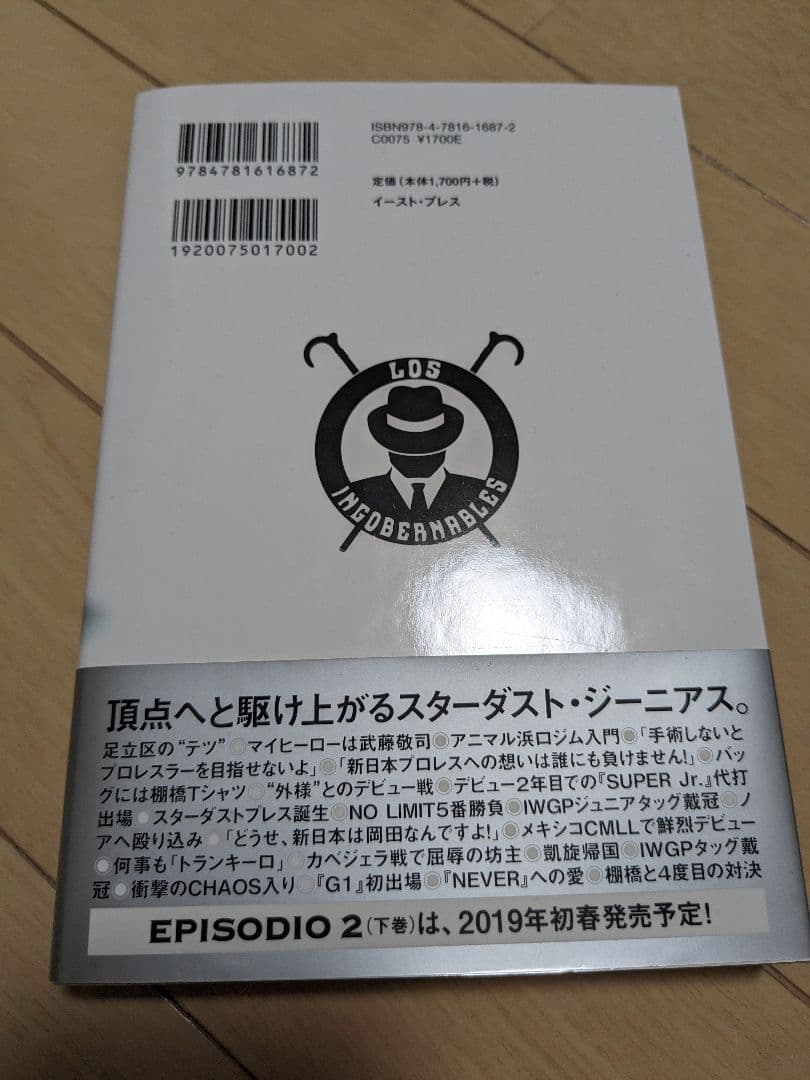 ISBN978-4-7816-1687-2
C0075 ¥1700E
9784781616872
定価(本体1,700円+税)
イースト・プレス
1920075017002
LOS
INGOBERNABLES
頂点へと駆け上がるスターダスト・ジーニアス。
足立区の"テツ"●マイヒーローは武藤敬司●アニマル浜口ジム入門●「手術しないと
プロレスラーを目指せないよ」●「新日本プロレスへの想いは誰にも負けません!」●バッ
グには棚橋Tシャツ●"外様"とのデビュー戦●デビュー2年目での『SUPER Jr.』代打
出場●スターダストプレス誕生●NO LIMIT5番勝負●IWGPジュニアタッグ戴冠●ノ
アへ殴り込み●「どうせ、新日本は岡田なんですよ!」●メキシコCMLLで鮮烈デビュー
●何事も「トランキーロ」●カベジェラ戦で屈辱の坊主●凱旋帰国●IWGPタッグ戴
冠●衝撃のCHAOS入り●『G1』初出場●『NEVER』への愛●棚橋と4度目の対決
EPISODIO 2(下巻)は、2019年初春発売予定!